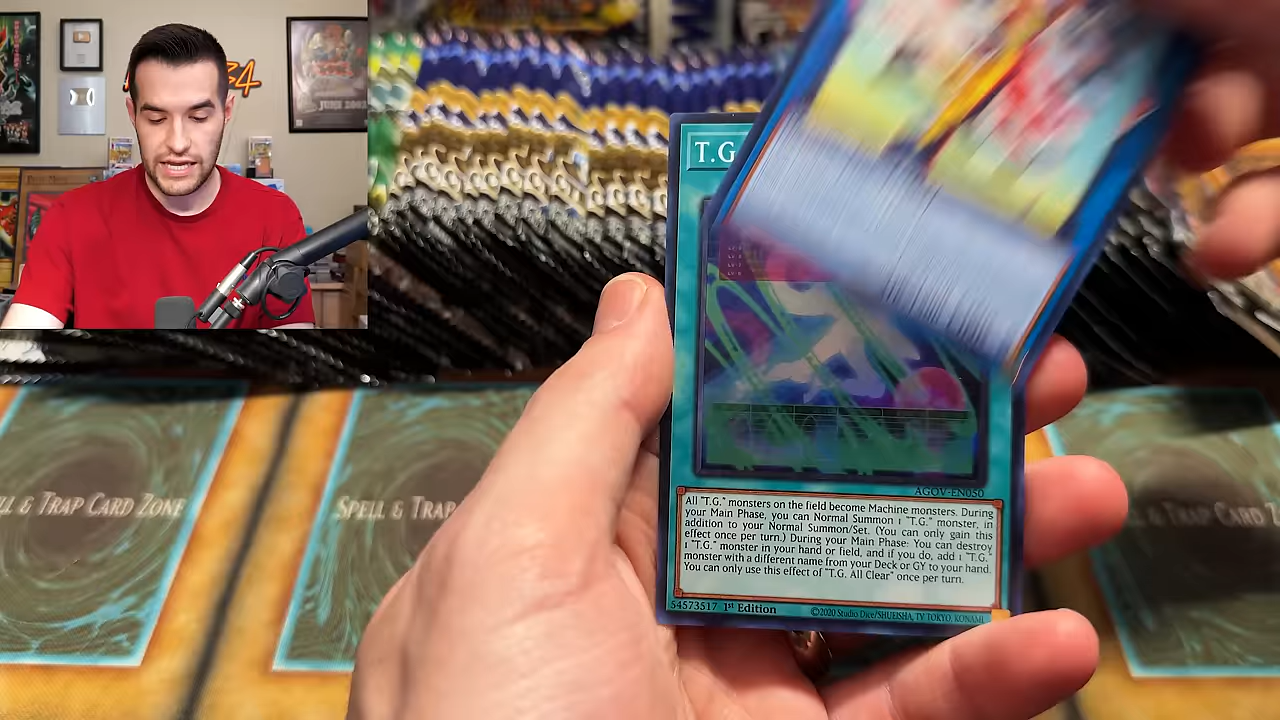 34
JUNE 2002
T.G
AGOV-EN050
All "T.G." monsters on the field become Machine monsters. During
your Main Phase, you can Normal Summon 1 "T.G." monster, in
addition to your Normal Summon/Set. (You can only gain this
effect once per turn.) During your Main Phase: You can destroy
1 "T.G." monster in your hand or field, and if you do, add 1 "T.G."
monster with a different name from your Deck or GY to your hand.
You can only use this effect of "T.G. All Clear" once per turn.
54573517 1st Edition
©2020 Studio Dice/SHUEISHA, TV TOKYO, KONAMI
LL & TRAP CARD ZONE
SPELL & TRAP
TRAP CARD Z